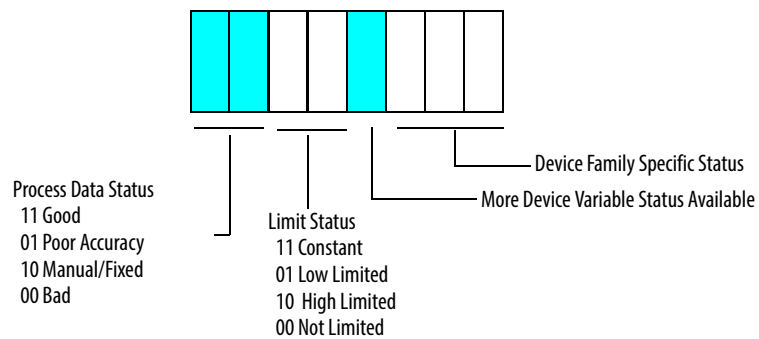 Device Family Specific Status
More Device Variable Status Available
Process Data Status
11 Good
01 Poor Accuracy
10 Manual/Fixed
00 Bad
Limit Status
11 Constant
01 Low Limited
10 High Limited
00 Not Limited